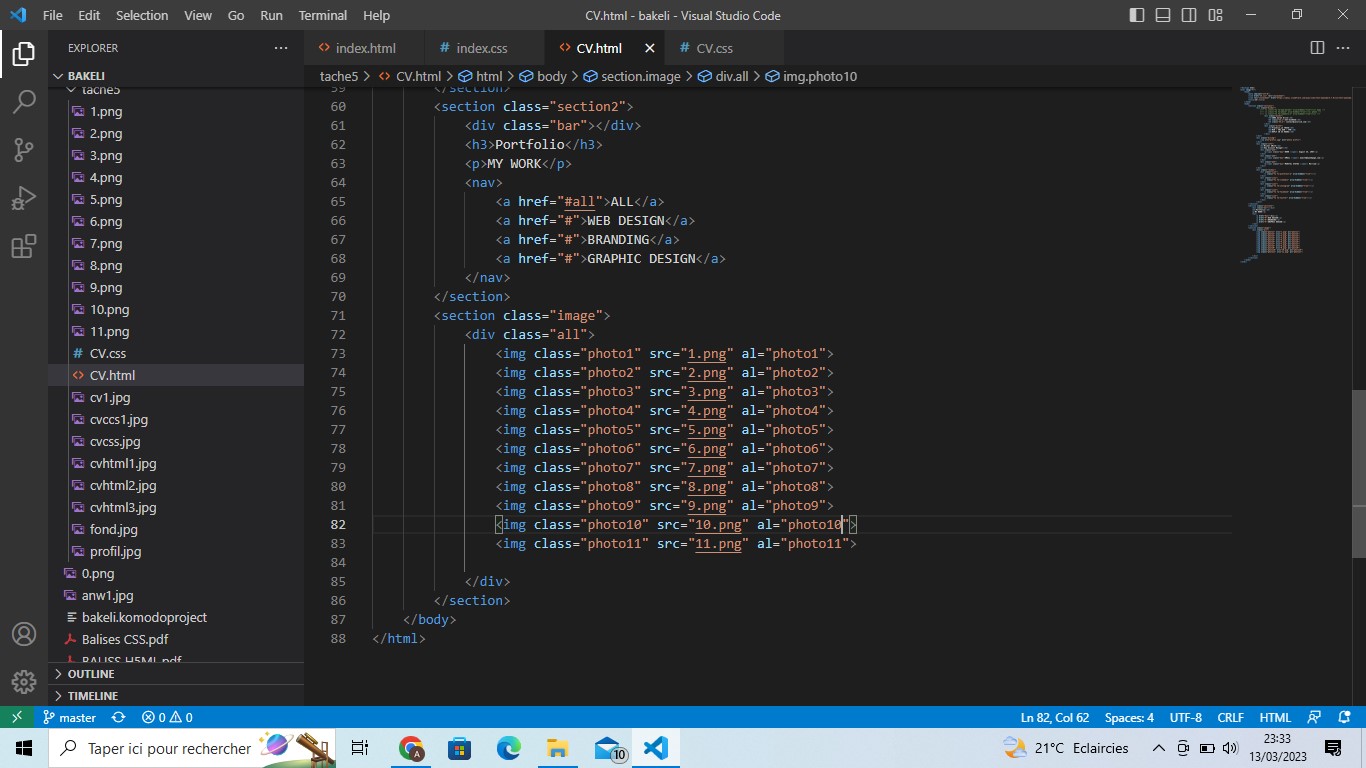 File Edit Selection View Go Run Terminal Help CV.html - bakeli - Visual Studio Code
EXPLORER
BAKELI
tache5
1.png
2.png
3.png
4.png
5.png
6.png
7.png
8.png
9.png
10.png
11.png
CV.css
CV.html
cv1.jpg
cvccs1.jpg
cvcss.jpg
cvhtml1.jpg
cvhtml2.jpg
cvhtml3.jpg
fond.jpg
profil.jpg
0.png
anw1.jpg
bakeli.komodoproject
Balises CSS.pdf
OUTLINE
TIMELINE
index.html index.css CV.html CV.css
tache5 > CV.html > html > body > section.image > div.all > img.photo10
59 </section>
60 <section class="section2">
61 <div class="bar"></div>
62 <h3>Portfolio</h3>
63 <p>MY WORK</p>
64 <nav>
65 <a href="#all">ALL</a>
66 <a href="#">WEB DESIGN</a>
67 <a href="#">BRANDING</a>
68 <a href="#">GRAPHIC DESIGN</a>
69 </nav>
70 </section>
71 <section class="image">
72 <div class="all">
73 <img class="photo1" src="1.png" al="photo1">
74 <img class="photo2" src="2.png" al="photo2">
75 <img class="photo3" src="3.png" al="photo3">
76 <img class="photo4" src="4.png" al="photo4">
77 <img class="photo5" src="5.png" al="photo5">
78 <img class="photo6" src="6.png" al="photo6">
79 <img class="photo7" src="7.png" al="photo7">
80 <img class="photo8" src="8.png" al="photo8">
81 <img class="photo9" src="9.png" al="photo9">
82 <img class="photo10" src="10.png" al="photo10">
83 <img class="photo11" src="11.png" al="photo11">
84
85 </div>
86 </section>
87 </body>
88 </html>
master 0 0 Ln 82, Col 62 Spaces: 4 UTF-8 CRLF HTML
Taper ici pour rechercher 10 21°C Eclaircies 23:33
13/03/2023